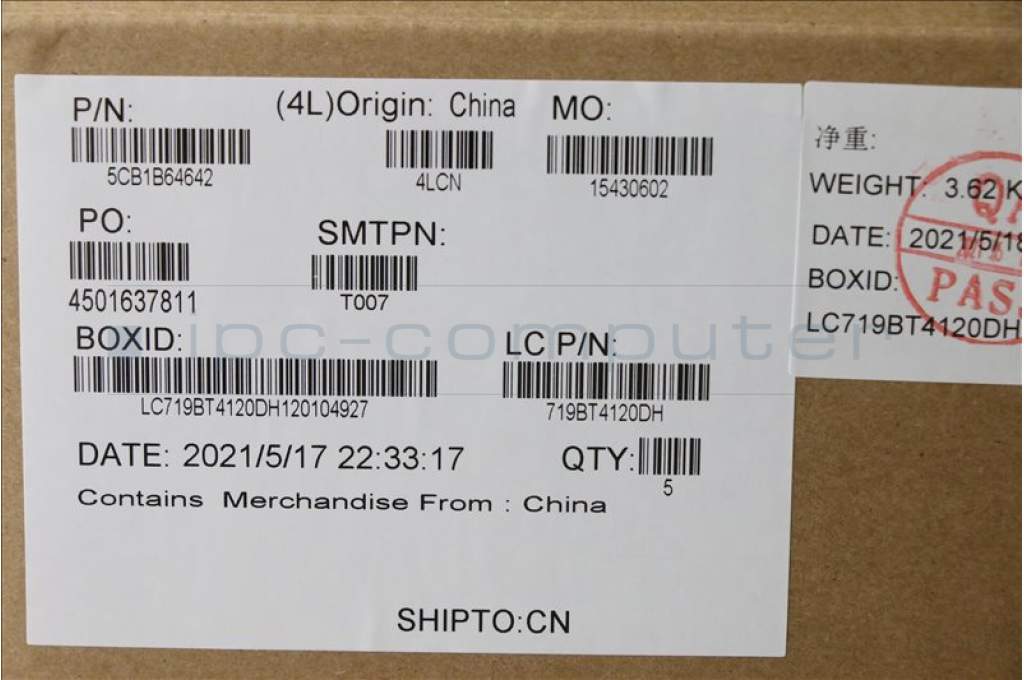 P/N:
(4L)Origin: China
MO:
5CB1B64642
4LCN
15430602
PO:
SMTPN:
4501637811
T007
BOXID:
LC P/N:
LC719BT4120DH120104927
719BT4120DH
DATE: 2021/5/17 22:33:17
QTY:
5
Contains Merchandise From : China
SHIPTO:CN
净重:
WEIGHT: 3.62 K
DATE: 2021/5/18
BOXID:
LC719BT4120DH
PAS
ipc-computer